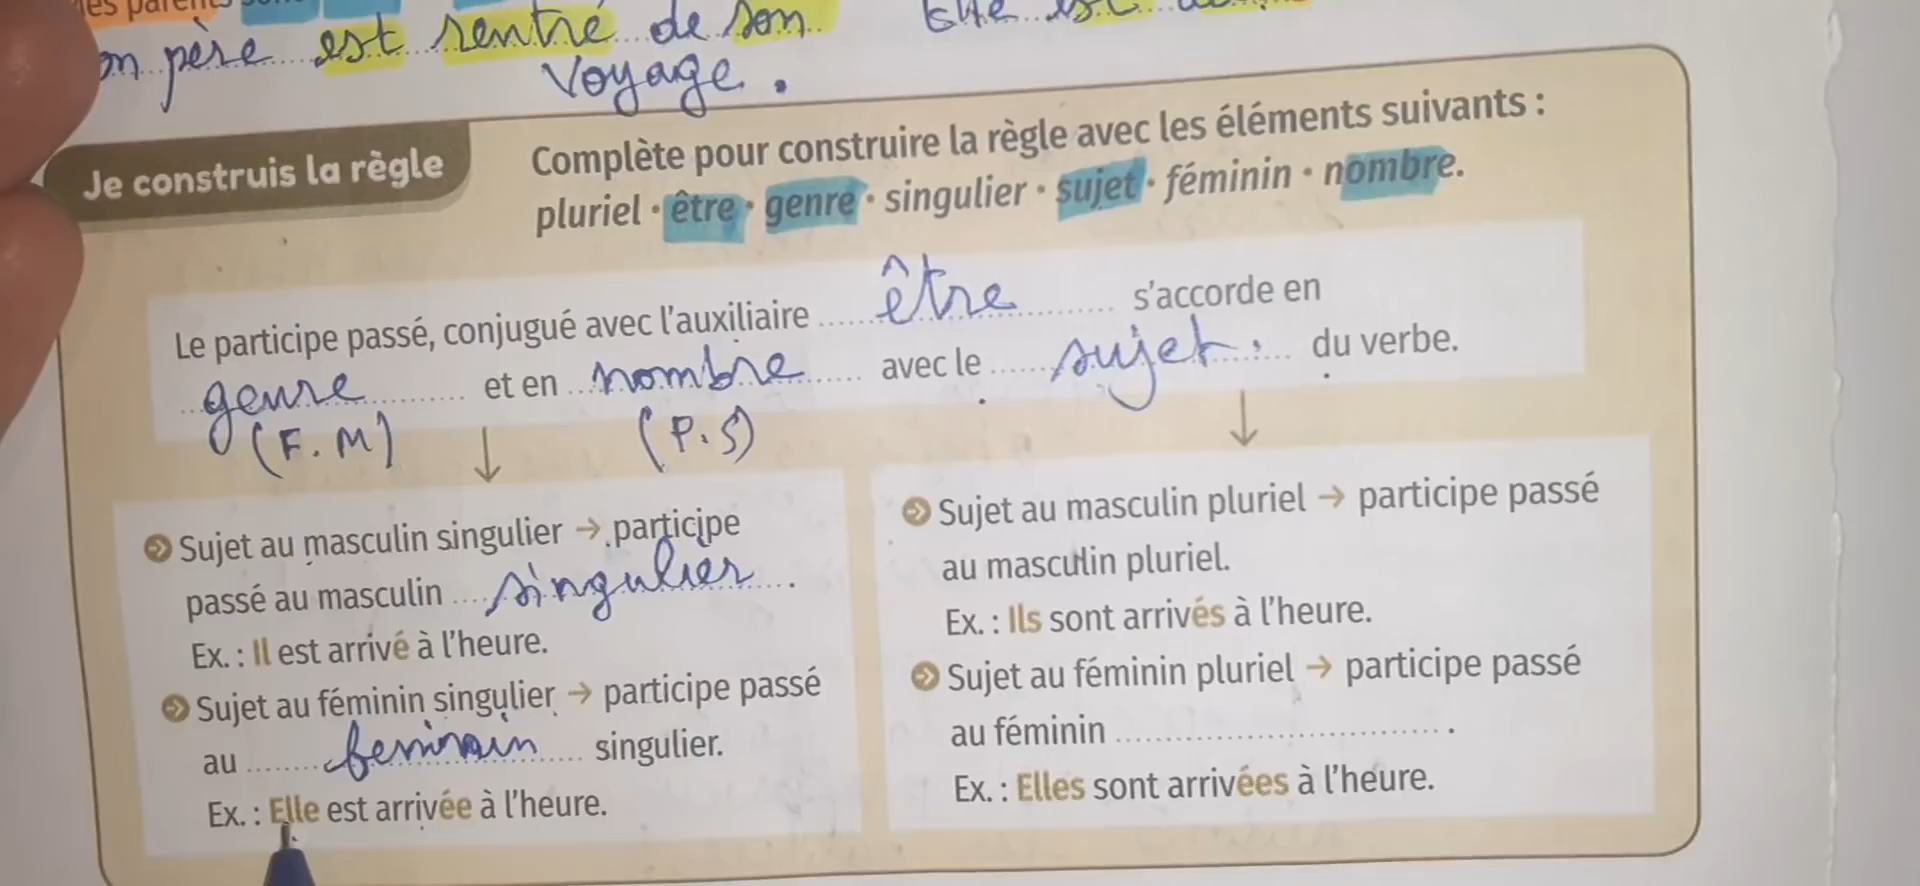 les parents
on père est rentré de son
voyage.
Elle est
Je construis la règle
Complète pour construire la règle avec les éléments suivants :
pluriel · être · genre · singulier · sujet · féminin · nombre.
Le participe passé, conjugué avec l'auxiliaire être s'accorde en
genre et en nombre avec le sujet. du verbe.
(F. M) (P. S)
Sujet au masculin singulier → participe
passé au masculin singulier.
Ex. : Il est arrivé à l'heure.
Sujet au féminin singulier → participe passé
au feminin singulier.
Ex. : Elle est arrivée à l'heure.
Sujet au masculin pluriel → participe passé
au masculin pluriel.
Ex. : Ils sont arrivés à l'heure.
Sujet au féminin pluriel → participe passé
au féminin .
Ex. : Elles sont arrivées à l'heure.